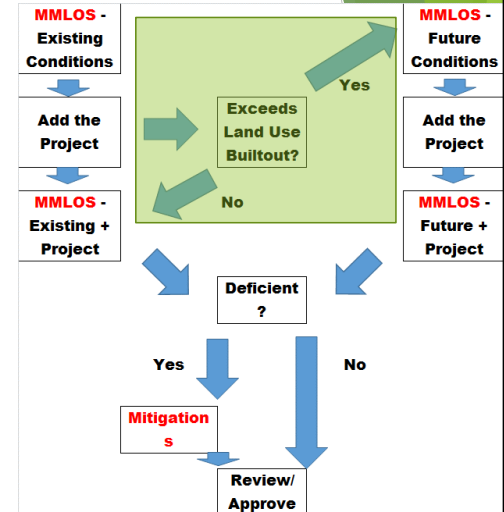 MMLOS -
Existing
Conditions
Add the
Project
MMLOS -
Existing +
Project
Exceeds
Land Use
Builtout?
Yes
No
MMLOS -
Future
Conditions
Add the
Project
MMLOS -
Future +
Project
Deficient
?
Yes
No
Mitigation
s
Review/
Approve